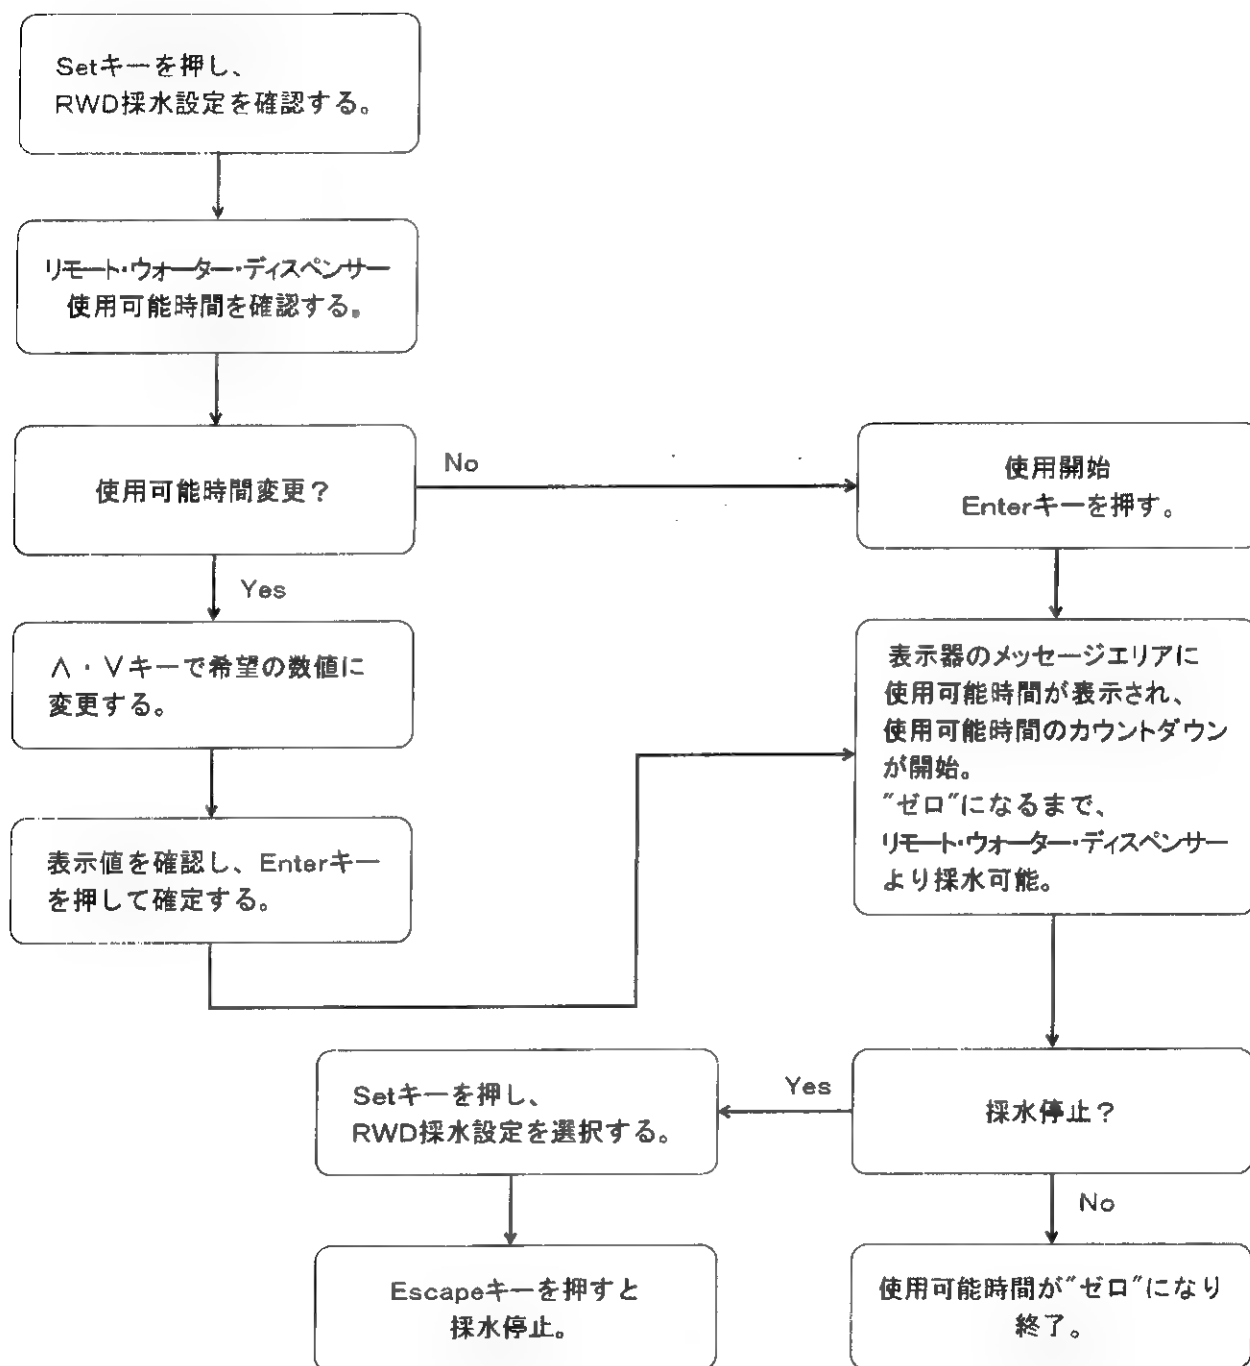 Setキーを押し、
RWD採水設定を確認する。
リモート・ウォーター・ディスペンサー
使用可能時間を確認する。
使用可能時間変更？
No
使用開始
Enterキーを押す。
Yes
∧・∨キーで希望の数値に
変更する。
表示器のメッセージエリアに
使用可能時間が表示され、
使用可能時間のカウントダウン
が開始。
"ゼロ"になるまで、
リモート・ウォーター・ディスペンサー
より採水可能。
表示値を確認し、Enterキー
を押して確定する。
Setキーを押し、
RWD採水設定を選択する。
Yes
採水停止？
No
Escapeキーを押すと
採水停止。
使用可能時間が"ゼロ"になり
終了。